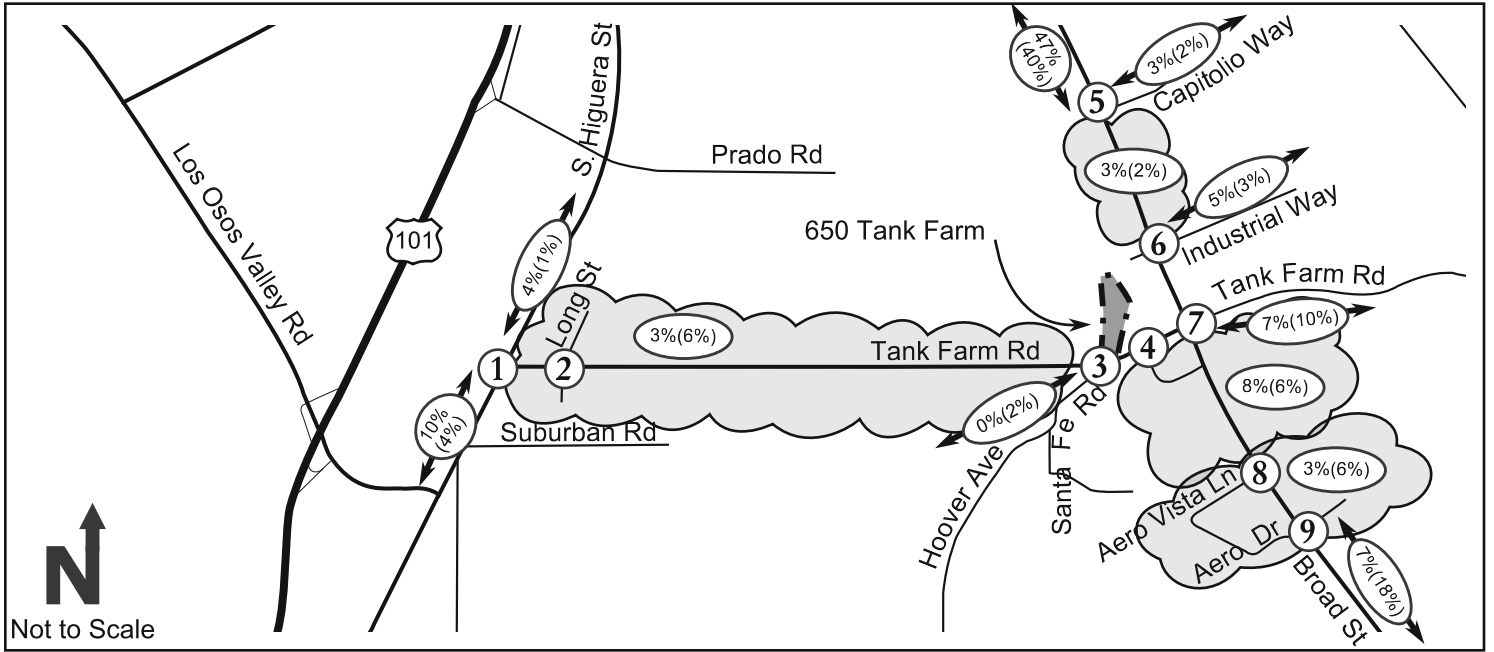 47%
(40%)
3%(2%)
Capitolio Way
5
S. Higuera St
Prado Rd
3%(2%)
5%(3%)
Industrial Way
6
Los Osos Valley Rd
101
650 Tank Farm
4%(1%)
Long St
Tank Farm Rd
7
7%(10%)
3%(6%)
Tank Farm Rd
1
2
3
4
8%(6%)
10%
(4%)
Suburban Rd
0%(2%)
Hoover Ave
Santa Fe Rd
8
3%(6%)
Aero Vista Ln
Aero Dr
9
7%(18%)
Broad St
N
Not to Scale